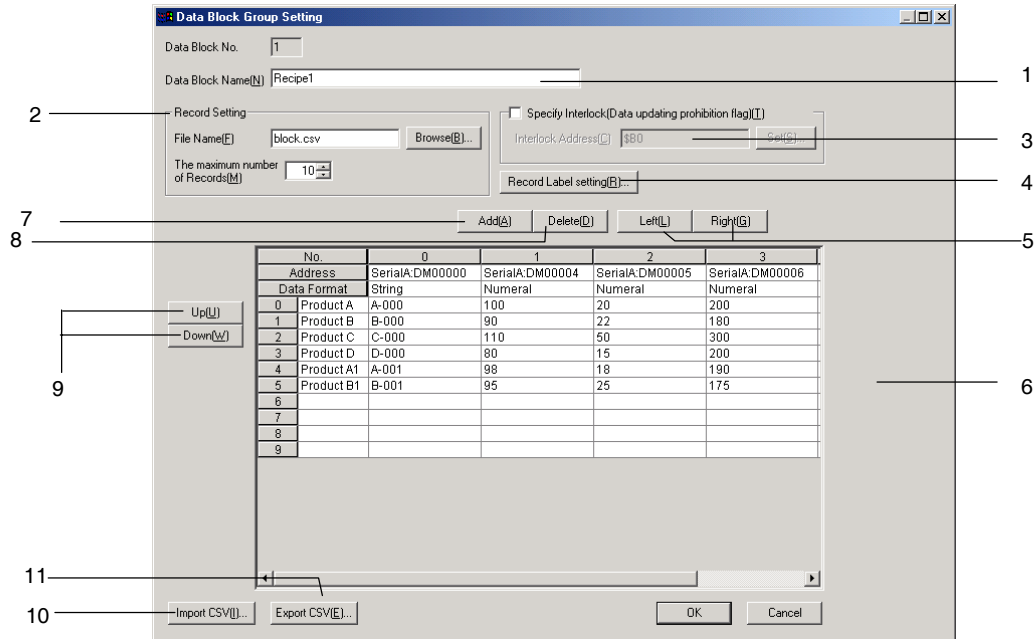 Data Block Group Setting
Data Block No. 1
Data Block Name(N) Recipe1
1
2
Record Setting
File Name(F) block.csv Browse(B)...
The maximum number
of Records(M) 10
Specify Interlock(Data updating prohibition flag)(T)
Interlock Address(C) $B0 Set(S)...
3
Record Label setting(R)...
4
7
8
Add(A) Delete(D) Left(L) Right(G)
5
No. 0 1 2 3
Address SerialA:DM00000 SerialA:DM00004 SerialA:DM00005 SerialA:DM00006
Data Format String Numeral Numeral Numeral
0 Product A A-000 100 20 200
1 Product B B-000 90 22 180
2 Product C C-000 110 50 300
3 Product D D-000 80 15 200
4 Product A1 A-001 98 18 190
5 Product B1 B-001 95 25 175
6
7
8
9
Up(U)
Down(W)
9
6
11
10
Import CSV(I)... Export CSV(E)... OK Cancel